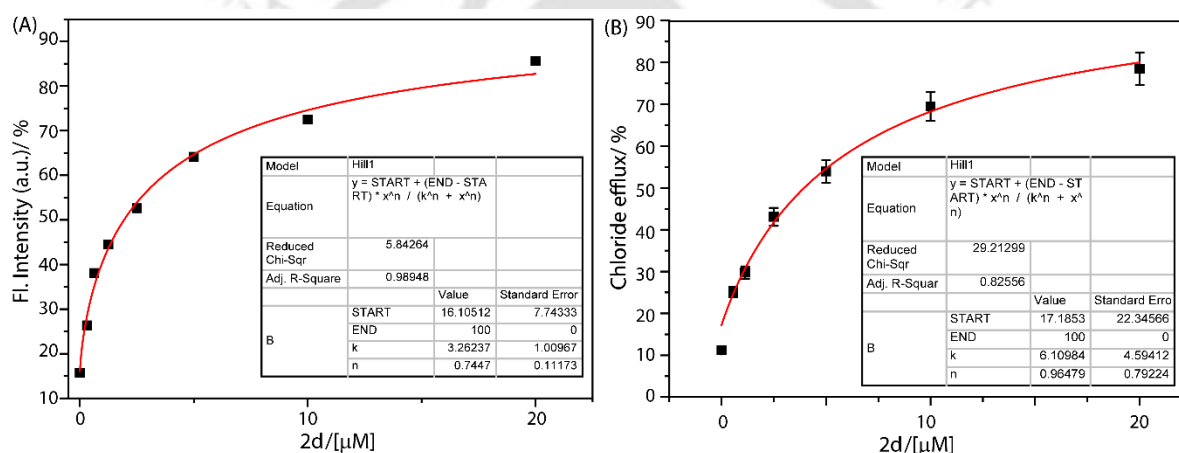 (A)
90
80
70
60
50
40
30
20
10
Fl. Intensity (a.u.)/ %
0
10
20
2d/[μM]
Model Hill1
Equation y = START + (END - STA
RT) * x^n / (k^n + x^n)
Reduced
Chi-Sqr 5.84264
Adj. R-Square 0.98948
Value Standard Error
B START 16.10512 7.74333
END 100 0
k 3.26237 1.00967
n 0.7447 0.11173
(B)
90
80
70
60
50
40
30
20
10
0
Chloride efflux/ %
0
10
20
2d/[μM]
Model Hill1
Equation y = START + (END - ST
ART) * x^n / (k^n + x^
n)
Reduced
Chi-Sqr 29.21299
Adj. R-Squar 0.82556
Value Standard Erro
B START 17.1853 22.34566
END 100 0
k 6.10984 4.59412
n 0.96479 0.79224